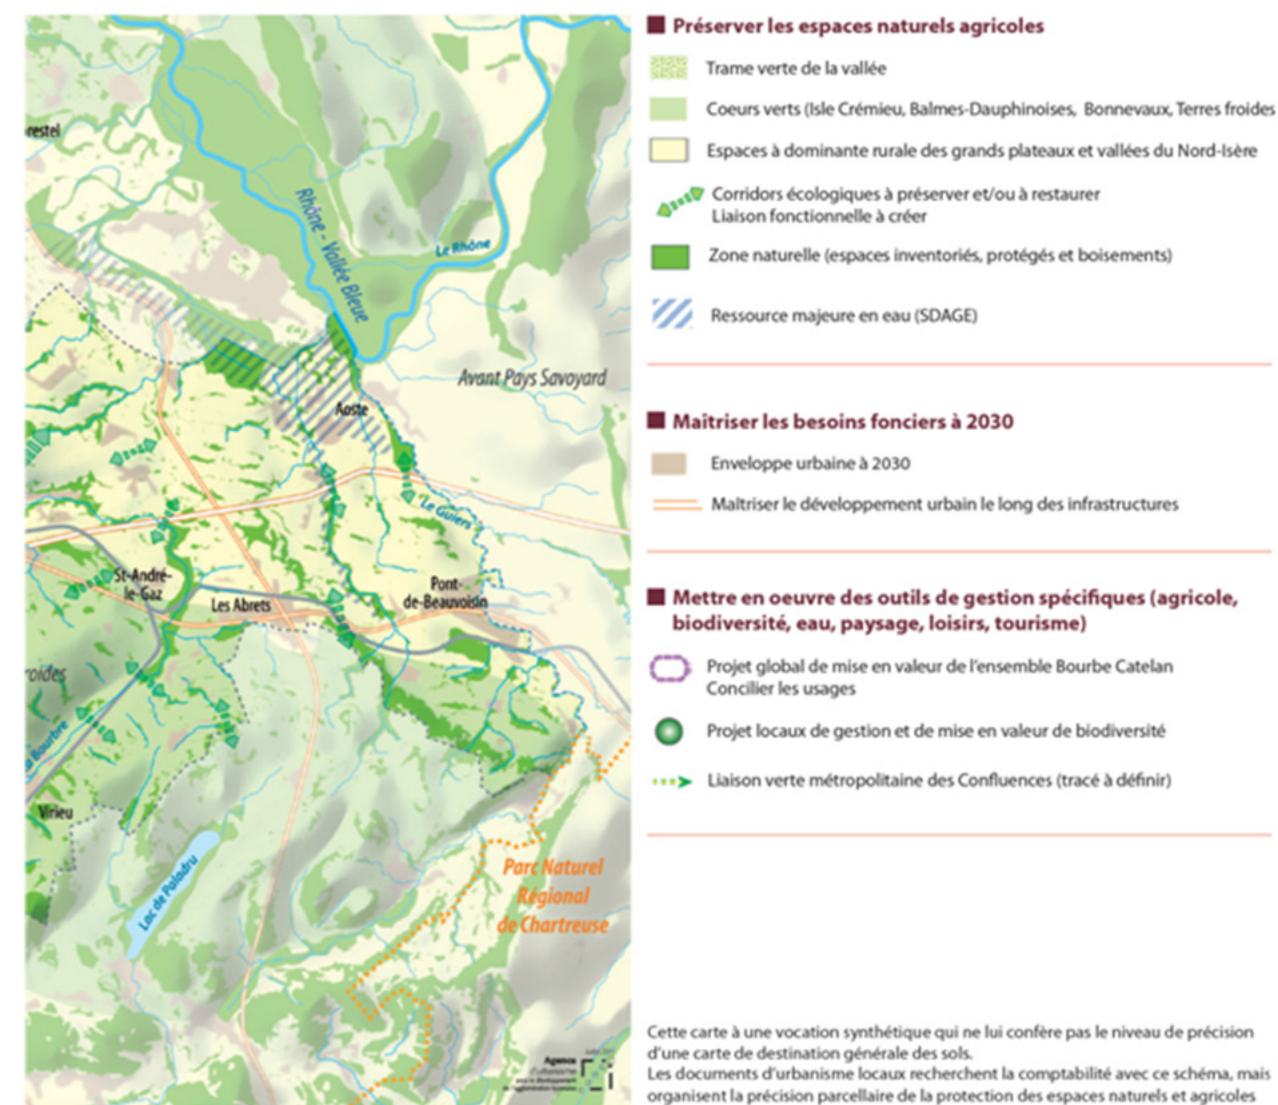 Préserver les espaces naturels agricoles
Trame verte de la vallée
Coeurs verts (Isle Crémieu, Balmes-Dauphinoises, Bonnevaux, Terres froides
Espaces à dominante rurale des grands plateaux et vallées du Nord-Isère
Corridors écologiques à préserver et/ou à restaurer
Liaison fonctionnelle à créer
Zone naturelle (espaces inventoriés, protégés et boisements)
Ressource majeure en eau (SDAGE)
Maîtriser les besoins fonciers à 2030
Enveloppe urbaine à 2030
Maîtriser le développement urbain le long des infrastructures
Mettre en oeuvre des outils de gestion spécifiques (agricole,
biodiversité, eau, paysage, loisirs, tourisme)
Projet global de mise en valeur de l'ensemble Bourbe Catelan
Concilier les usages
Projet locaux de gestion et de mise en valeur de biodiversité
Liaison verte métropolitaine des Confluences (tracé à définir)
Cette carte à une vocation synthétique qui ne lui confère pas le niveau de précision
d'une carte de destination générale des sols.
Les documents d'urbanisme locaux recherchent la comptabilité avec ce schéma, mais
organisent la précision parcellaire de la protection des espaces naturels et agricoles
restel
Rhône - Vallée Bleue
Le Rhône
Avant Pays Savoyard
Aoste
Le Guiers
St-André-
le-Gaz
Les Abrets
Pont-
de-Beauvoisin
roides
a Bourbre
Virieu
Lac de Paladru
Parc Naturel
Régional
de Chartreuse
Agence
d'urbanisme